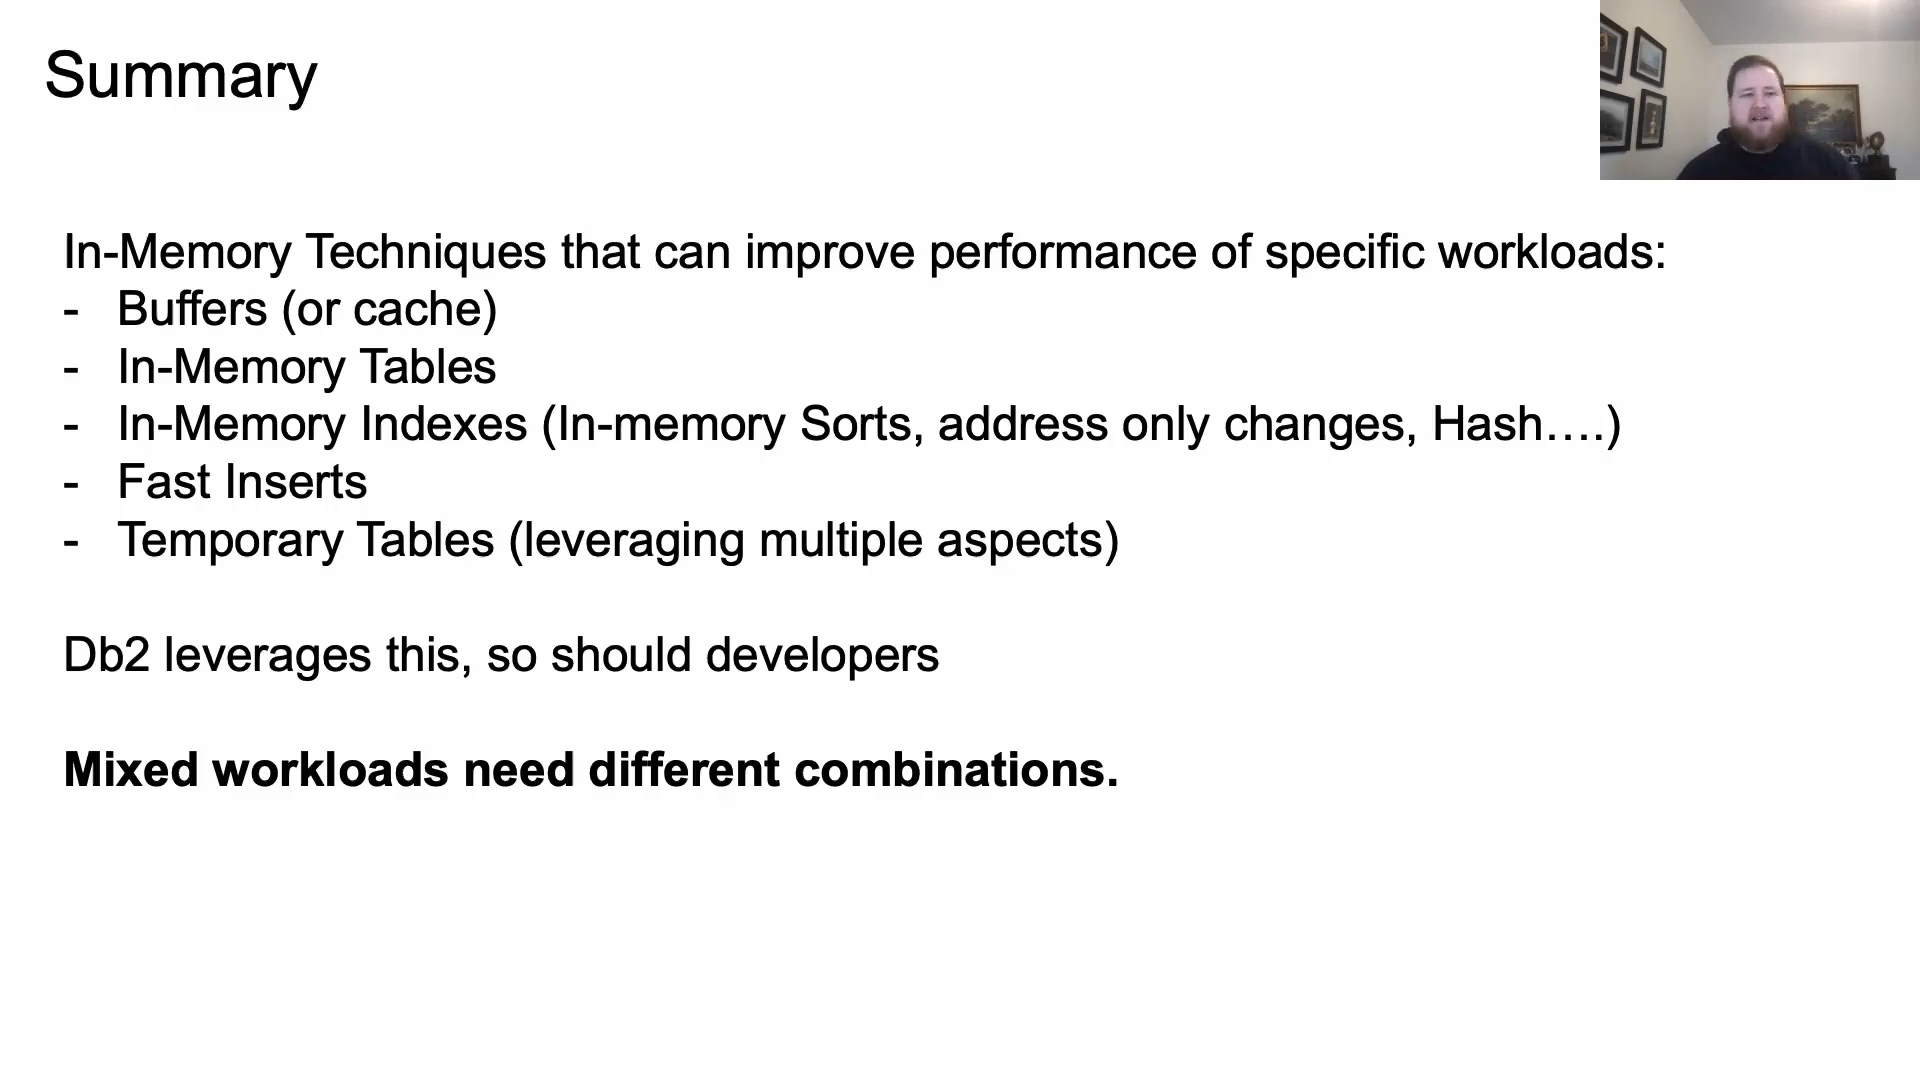 Summary
In-Memory Techniques that can improve performance of specific workloads:
- Buffers (or cache)
- In-Memory Tables
- In-Memory Indexes (In-memory Sorts, address only changes, Hash….)
- Fast Inserts
- Temporary Tables (leveraging multiple aspects)
Db2 leverages this, so should developers
Mixed workloads need different combinations.